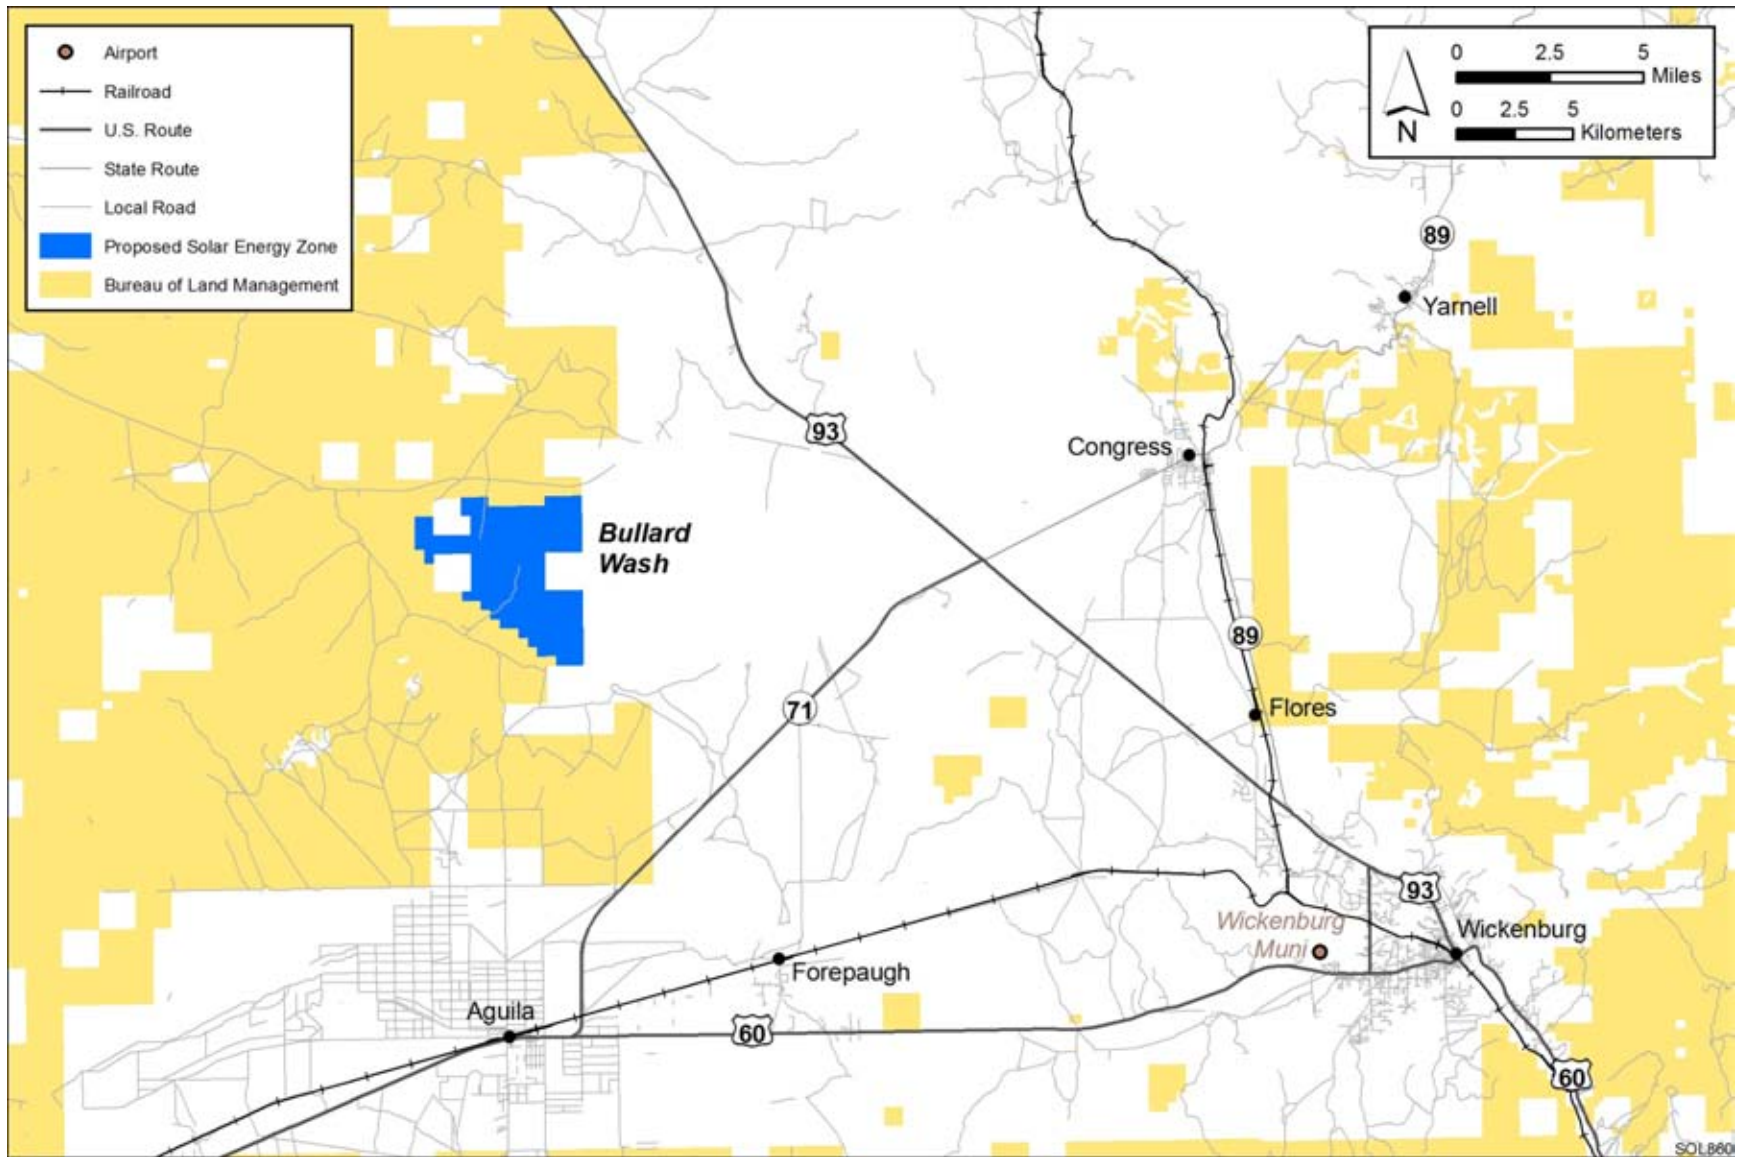 Airport
Railroad
U.S. Route
State Route
Local Road
Proposed Solar Energy Zone
Bureau of Land Management
0 2.5 5
Miles
0 2.5 5
Kilometers
N
89
Yarnell
93
Congress
Bullard
Wash
89
71
Flores
93
Wickenburg
Muni
Wickenburg
Forepaugh
Aguila
60
60